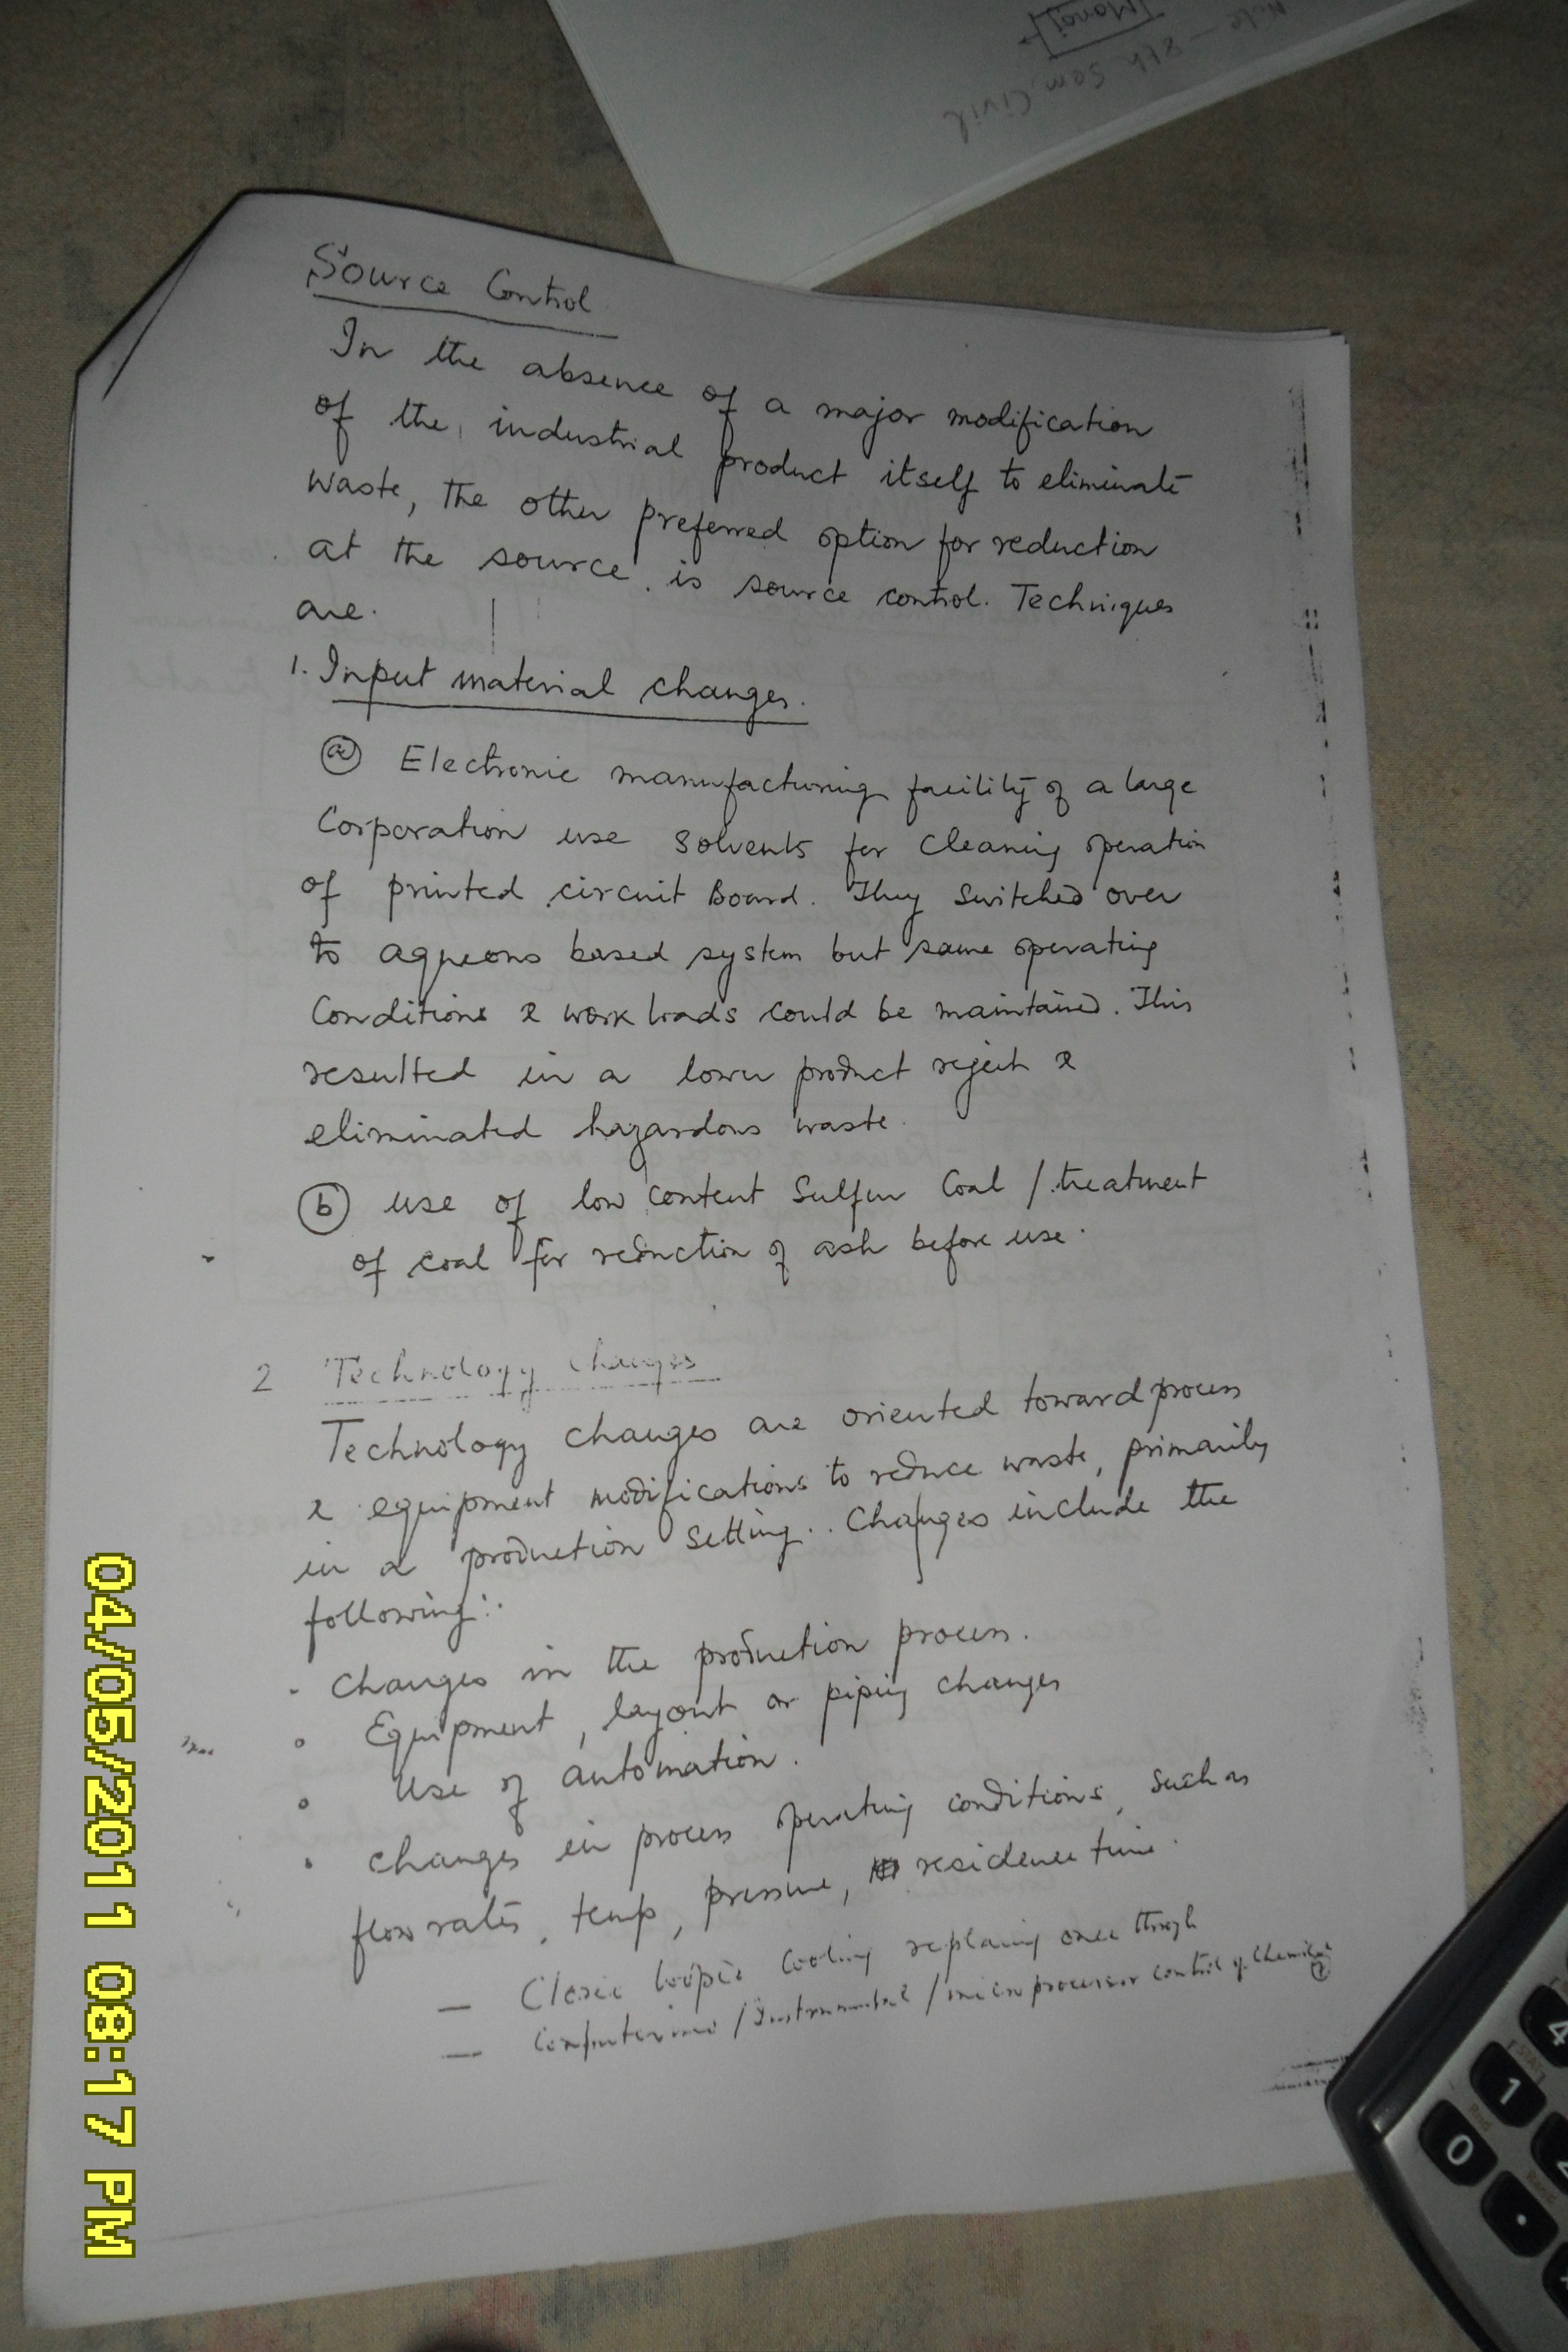 Note - 8th Sem. Civil
Source Control
In the absence of a major modification
of the industrial product itself to eliminate
waste, the other preferred option for reduction
at the source is source control. Techniques
are.
1. Input material changes.
(a) Electronic manufacturing facility of a large
Corporation use solvents for cleaning operation
of printed circuit Board. They switched over
to aqueous based system but same operating
Conditions & work loads could be maintained. This
resulted in a lower product reject &
eliminated hazardous waste.
(b) use of low content Sulfur Coal / treatment
of coal for reduction of ash before use.
2 Technology changes
Technology changes are oriented toward process
& equipment modifications to reduce waste, primarily
in a production setting. Changes include the
following:
- Changes in the production process.
o Equipment, layout or piping changes
o Use of automation.
• Changes in process operating conditions, such as
flow rates, temp, pressure, residence time.
— cooling replacing once through
— / Instrumental / microprocessor control of chemical
04/05/2011 08:17 PM
4
1
0
.